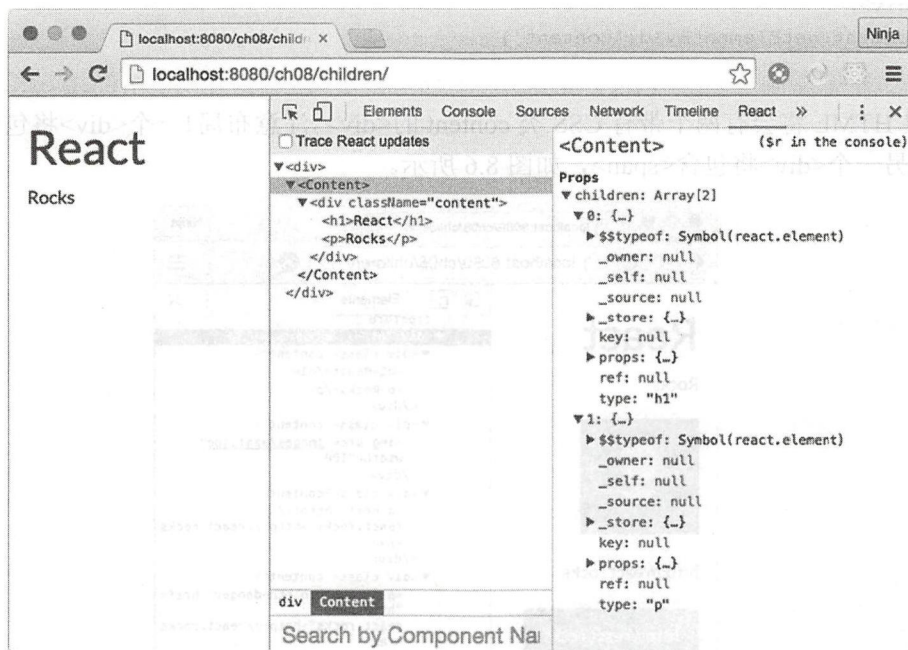 localhost:8080/ch08/childr ×
Ninja
localhost:8080/ch08/children/
React
Rocks
Elements Console Sources Network Timeline React »
Trace React updates
▼<div>
▼<Content>
▼<div className="content">
<h1>React</h1>
<p>Rocks</p>
</div>
</Content>
</div>
div Content
Search by Component Nar
<Content> ($r in the console)
Props
▼children: Array[2]
▼0: {…}
▶$$typeof: Symbol(react.element)
_owner: null
_self: null
_source: null
▶_store: {…}
key: null
▶props: {…}
ref: null
type: "h1"
▼1: {…}
▶$$typeof: Symbol(react.element)
_owner: null
_self: null
_source: null
▶_store: {…}
key: null
▶props: {…}
ref: null
type: "p"